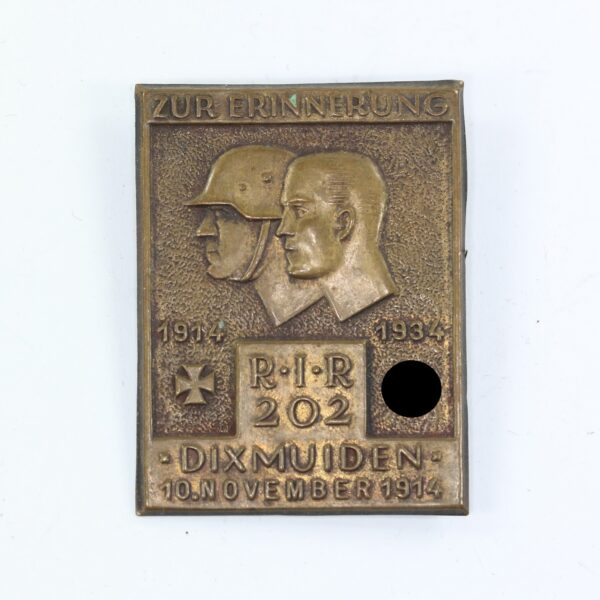 ZUR ERINNERUNG
1914 1934
R·I·R
202
·DIXMUIDEN·
10.NOVEMBER 1914